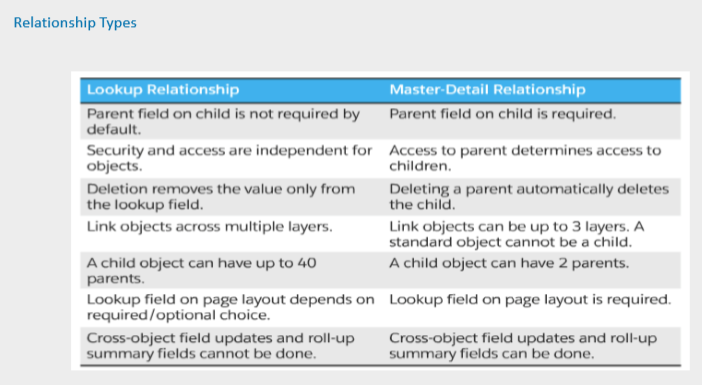 Relationship Types
Lookup Relationship
Master-Detail Relationship
Parent field on child is not required by
default.
Parent field on child is required.
Security and access are independent for
objects.
Access to parent determines access to
children.
Deletion removes the value only from
the lookup field.
Deleting a parent automatically deletes
the child.
Link objects across multiple layers.
Link objects can be up to 3 layers. A
standard object cannot be a child.
A child object can have up to 40
parents.
A child object can have 2 parents.
Lookup field on page layout depends on
required/optional choice.
Lookup field on page layout is required.
Cross-object field updates and roll-up
summary fields cannot be done.
Cross-object field updates and roll-up
summary fields can be done.